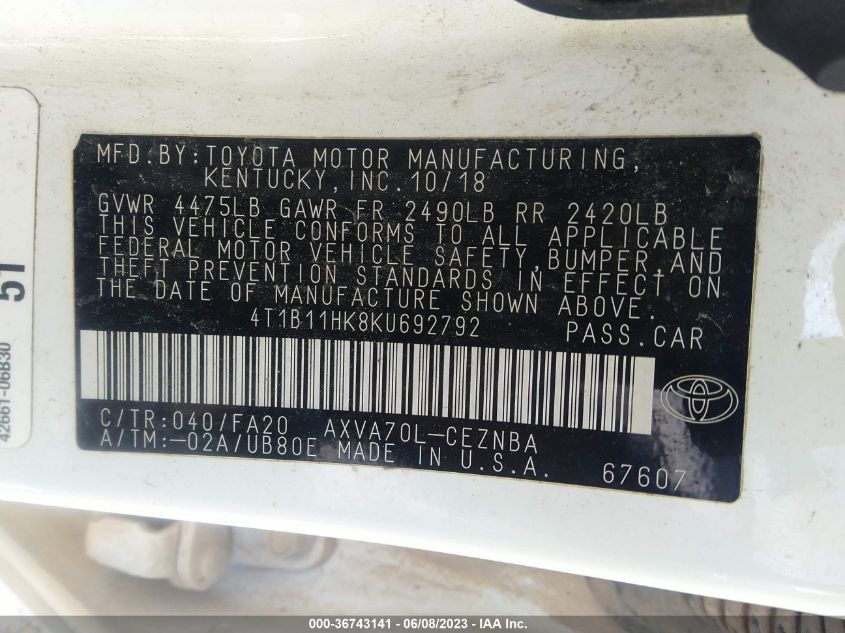 MFD.BY:TOYOTA MOTOR MANUFACTURING,
KENTUCKY,INC.10/18
GVWR 4475LB GAWR FR 2490LB RR 2420LB
THIS VEHICLE CONFORMS TO ALL APPLICABLE
FEDERAL MOTOR VEHICLE SAFETY,BUMPER,AND
THEFT PREVENTION STANDARDS IN EFFECT ON
THE DATE OF MANUFACTURE SHOWN ABOVE.
4T1B11HK8KU692792 PASS.CAR
C/TR:040/FA20 AXVA70L-CEZNBA
A/TM:-02A/UB80E MADE IN U.S.A.
67607
51
42661-06B30
000-36743141 - 06/08/2023 - IAA Inc.